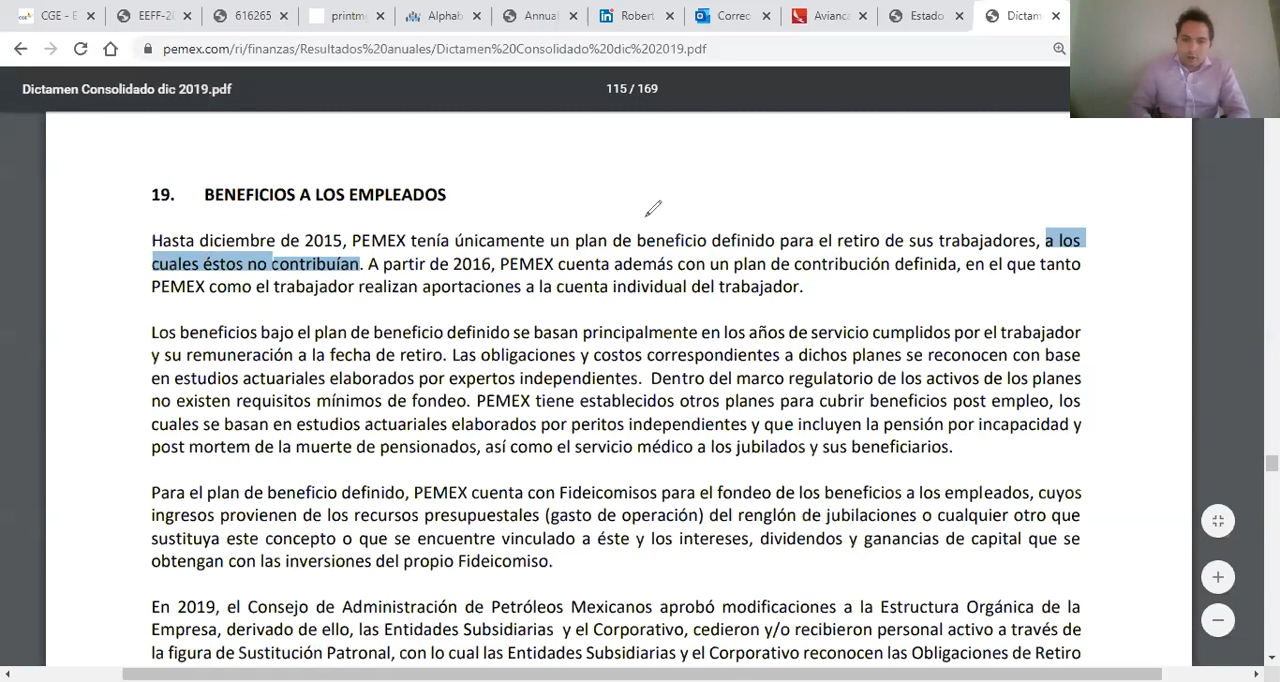 CGE - E
EEFF-2
616265
printm
Alphab
Annua
Robert
Correc
Avianca
Estado
Dictam
pemex.com/ri/finanzas/Resultados%20anuales/Dictamen%20Consolidado%20dic%202019.pdf
Dictamen Consolidado dic 2019.pdf
115 / 169
19. BENEFICIOS A LOS EMPLEADOS
Hasta diciembre de 2015, PEMEX tenía únicamente un plan de beneficio definido para el retiro de sus trabajadores, a los
cuales éstos no contribuían. A partir de 2016, PEMEX cuenta además con un plan de contribución definida, en el que tanto
PEMEX como el trabajador realizan aportaciones a la cuenta individual del trabajador.
Los beneficios bajo el plan de beneficio definido se basan principalmente en los años de servicio cumplidos por el trabajador
y su remuneración a la fecha de retiro. Las obligaciones y costos correspondientes a dichos planes se reconocen con base
en estudios actuariales elaborados por expertos independientes. Dentro del marco regulatorio de los activos de los planes
no existen requisitos mínimos de fondeo. PEMEX tiene establecidos otros planes para cubrir beneficios post empleo, los
cuales se basan en estudios actuariales elaborados por peritos independientes y que incluyen la pensión por incapacidad y
post mortem de la muerte de pensionados, así como el servicio médico a los jubilados y sus beneficiarios.
Para el plan de beneficio definido, PEMEX cuenta con Fideicomisos para el fondeo de los beneficios a los empleados, cuyos
ingresos provienen de los recursos presupuestales (gasto de operación) del renglón de jubilaciones o cualquier otro que
sustituya este concepto o que se encuentre vinculado a éste y los intereses, dividendos y ganancias de capital que se
obtengan con las inversiones del propio Fideicomiso.
En 2019, el Consejo de Administración de Petróleos Mexicanos aprobó modificaciones a la Estructura Orgánica de la
Empresa, derivado de ello, las Entidades Subsidiarias y el Corporativo, cedieron y/o recibieron personal activo a través de
la figura de Sustitución Patronal, con lo cual las Entidades Subsidiarias y el Corporativo reconocen las Obligaciones de Retiro